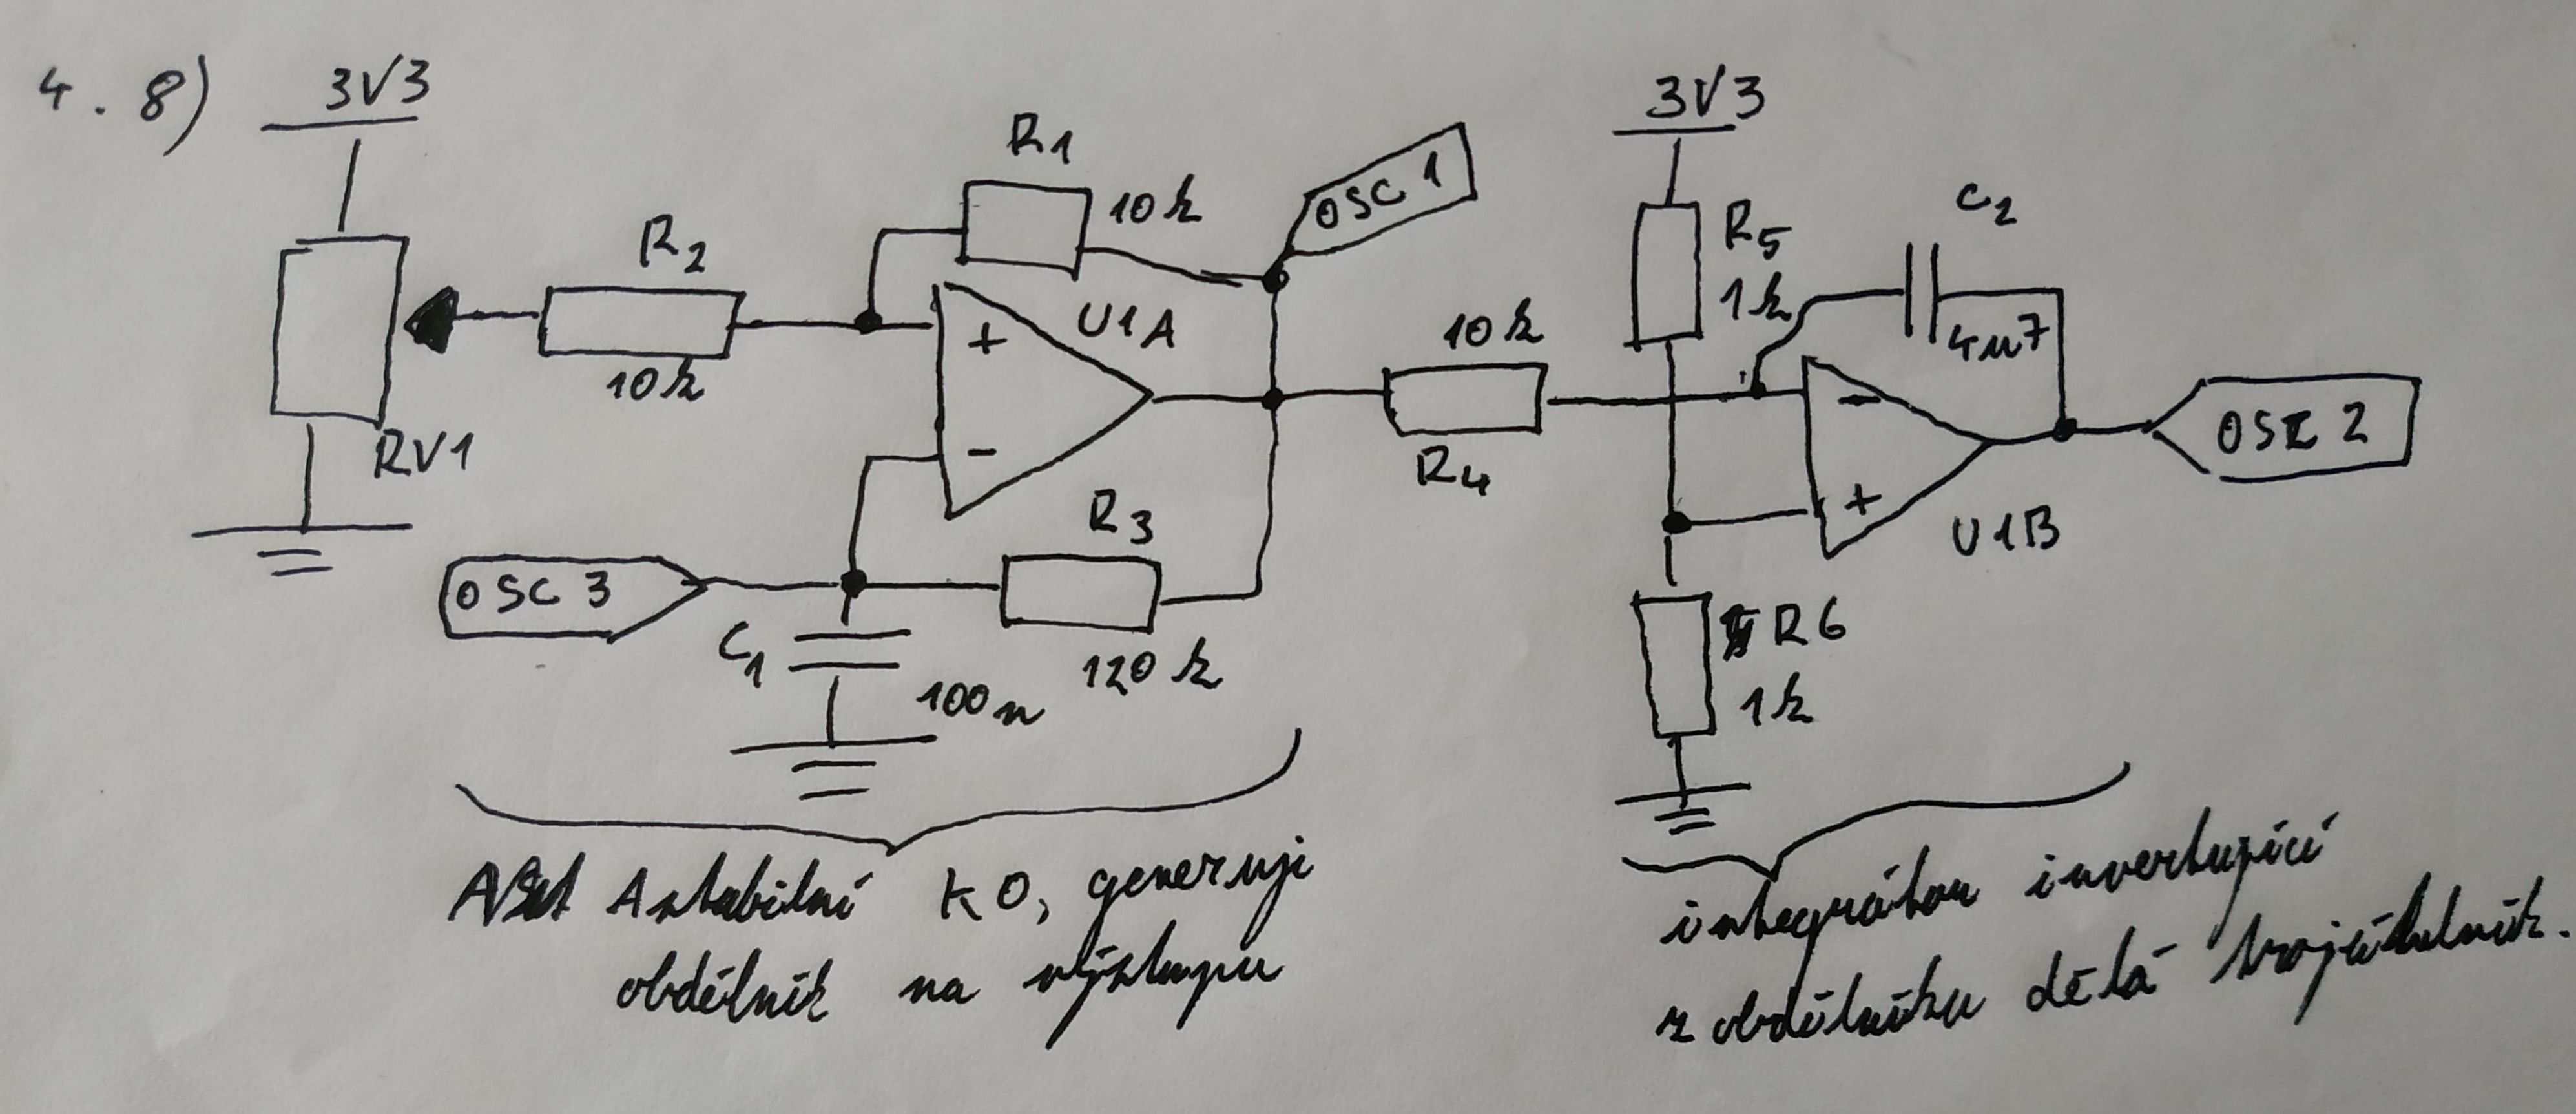 4. 8)
3V3
RV1
R2
10k
R1
10k
OSC 1
U1A
+
-
OSC 3
C1
100n
R3
120k
10k
R4
3V3
R5
1k
C2
4u7
-
+
U1B
OSC 2
R6
1k
Astabilní KO, generuje
obdélník na výstupu
integrátor invertující
z obdélníku dělá trojúhelník.